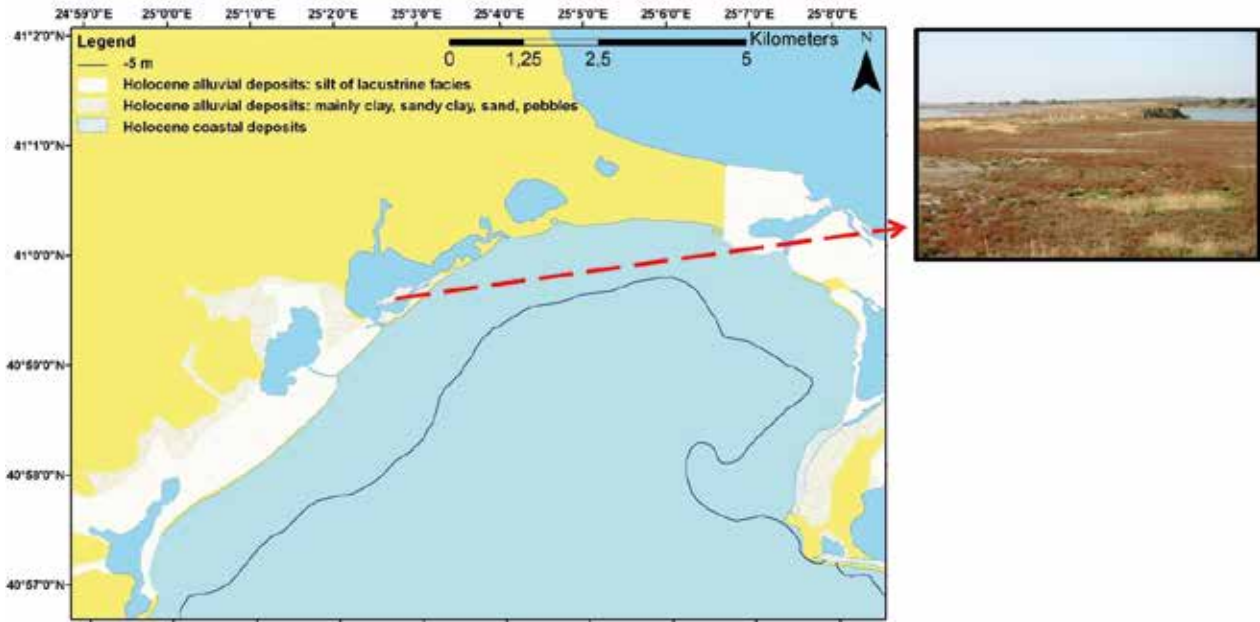 24°59'0"E 25°0'0"E 25°1'0"E 25°2'0"E 25°3'0"E 25°4'0"E 25°5'0"E 25°6'0"E 25°7'0"E 25°8'0"E
41°2'0"N
Legend
-5 m
Holocene alluvial deposits: silt of lacustrine facies
Holocene alluvial deposits: mainly clay, sandy clay, sand, pebbles
Holocene coastal deposits
Kilometers
0 1,25 2,5 5
N
41°1'0"N
41°0'0"N
40°59'0"N
40°58'0"N
40°57'0"N